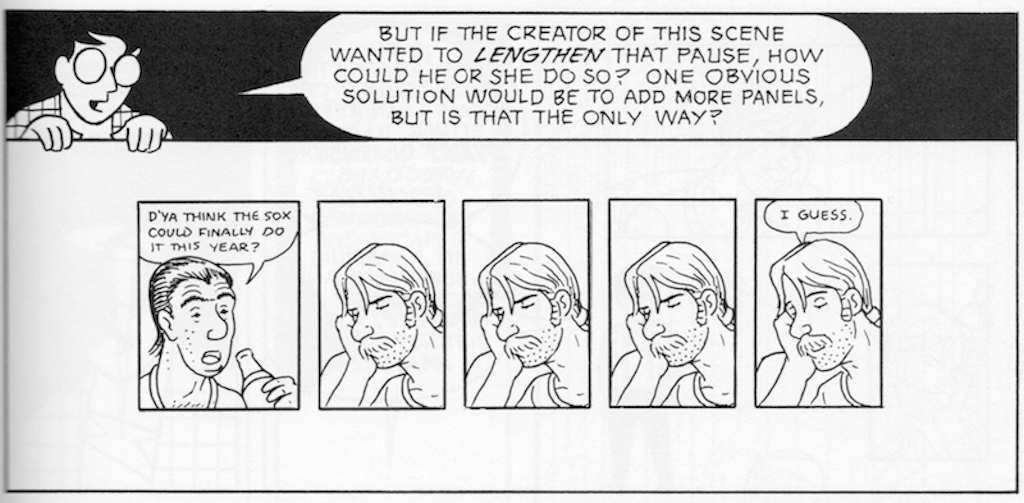 BUT IF THE CREATOR OF THIS SCENE
WANTED TO LENGTHEN THAT PAUSE, HOW
COULD HE OR SHE DO SO? ONE OBVIOUS
SOLUTION WOULD BE TO ADD MORE PANELS,
BUT IS THAT THE ONLY WAY?
D'YA THINK THE SOX
COULD FINALLY DO
IT THIS YEAR?
I GUESS.